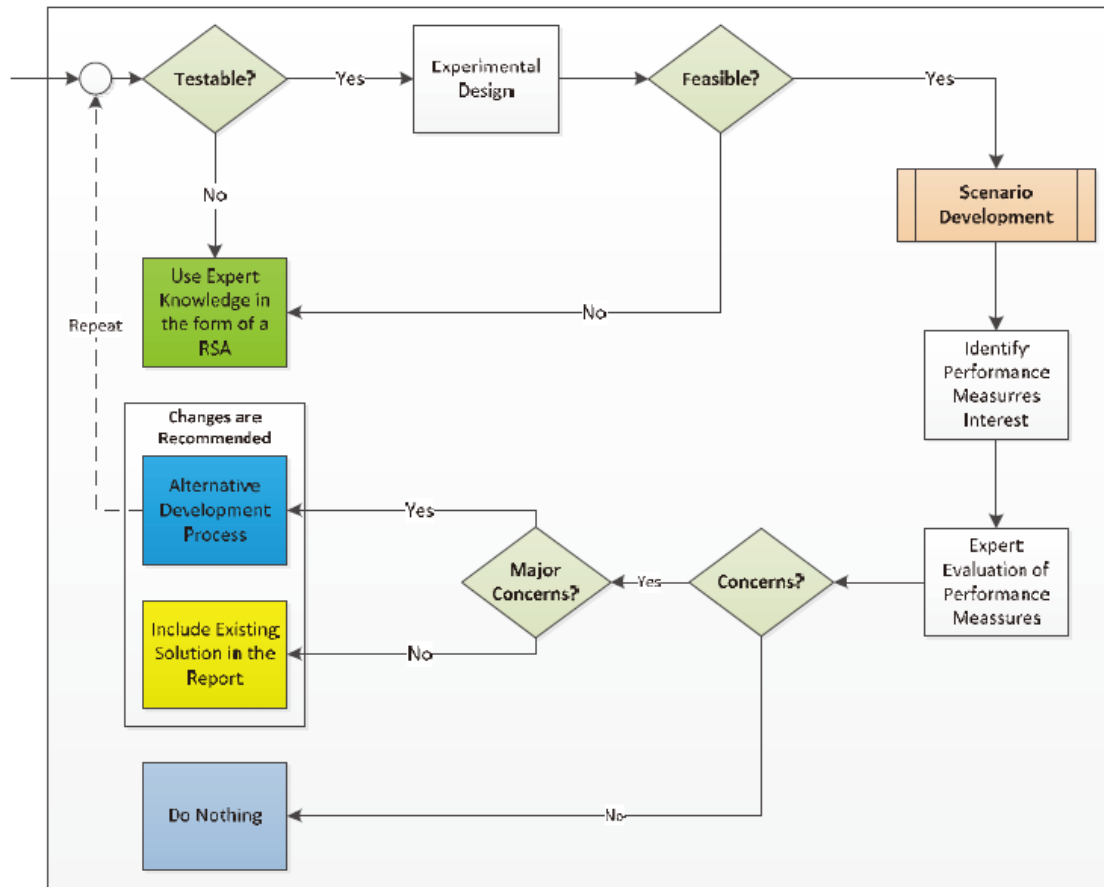 Testable?
Yes
Experimental
Design
Feasible?
Yes
No
Scenario
Development
Use Expert
Knowledge in
the form of a
RSA
No
Repeat
Identify
Performance
Measurres
Interest
Changes are
Recommended
Alternative
Development
Process
Yes
Major
Concerns?
Yes
Concerns?
Expert
Evaluation of
Performance
Meassures
Include Existing
Solution in the
Report
No
Do Nothing
No